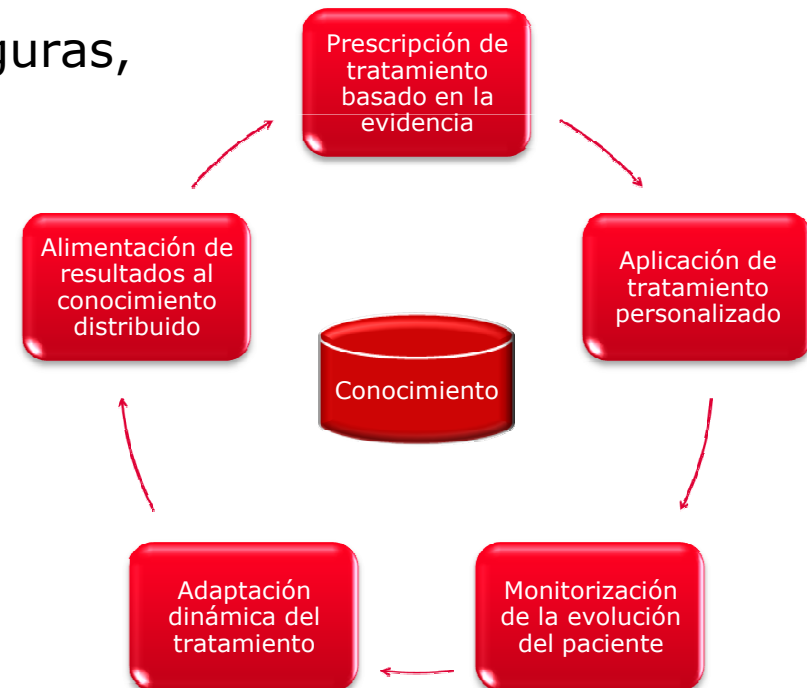 Prescripción de
tratamiento
basado en la
evidencia
Aplicación de
tratamiento
personalizado
Monitorización
de la evolución
del paciente
Adaptación
dinámica del
tratamiento
Alimentación de
resultados al
conocimiento
distribuido
Conocimiento